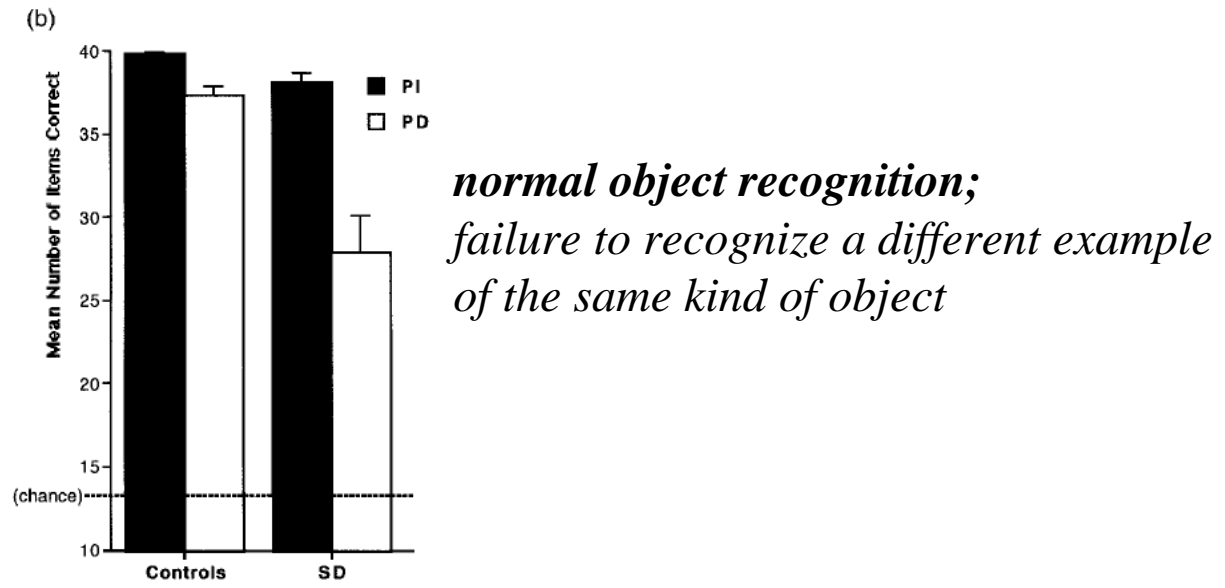 (b)
Mean Number of Items Correct
40
35
30
25
20
15
(chance)
10
Controls
SD
PI
PD
normal object recognition;
failure to recognize a different example
of the same kind of object